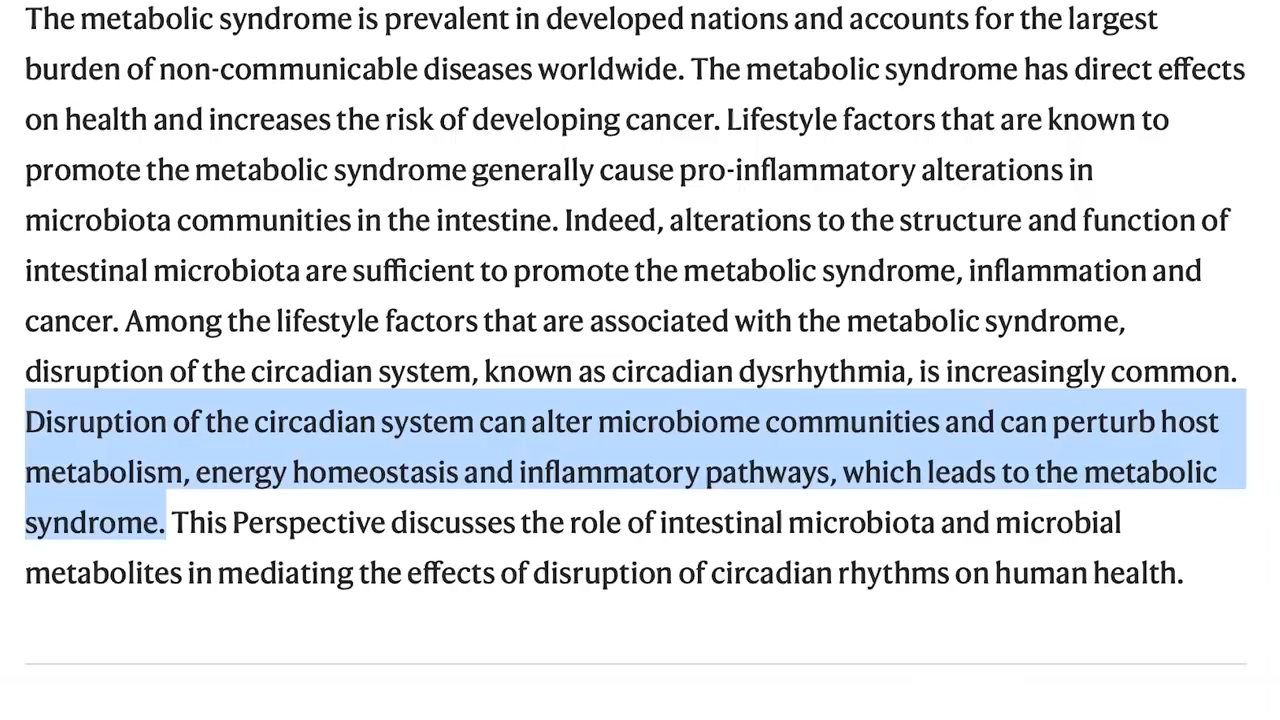 The metabolic syndrome is prevalent in developed nations and accounts for the largest
burden of non-communicable diseases worldwide. The metabolic syndrome has direct effects
on health and increases the risk of developing cancer. Lifestyle factors that are known to
promote the metabolic syndrome generally cause pro-inflammatory alterations in
microbiota communities in the intestine. Indeed, alterations to the structure and function of
intestinal microbiota are sufficient to promote the metabolic syndrome, inflammation and
cancer. Among the lifestyle factors that are associated with the metabolic syndrome,
disruption of the circadian system, known as circadian dysrhythmia, is increasingly common.
Disruption of the circadian system can alter microbiome communities and can perturb host
metabolism, energy homeostasis and inflammatory pathways, which leads to the metabolic
syndrome. This Perspective discusses the role of intestinal microbiota and microbial
metabolites in mediating the effects of disruption of circadian rhythms on human health.